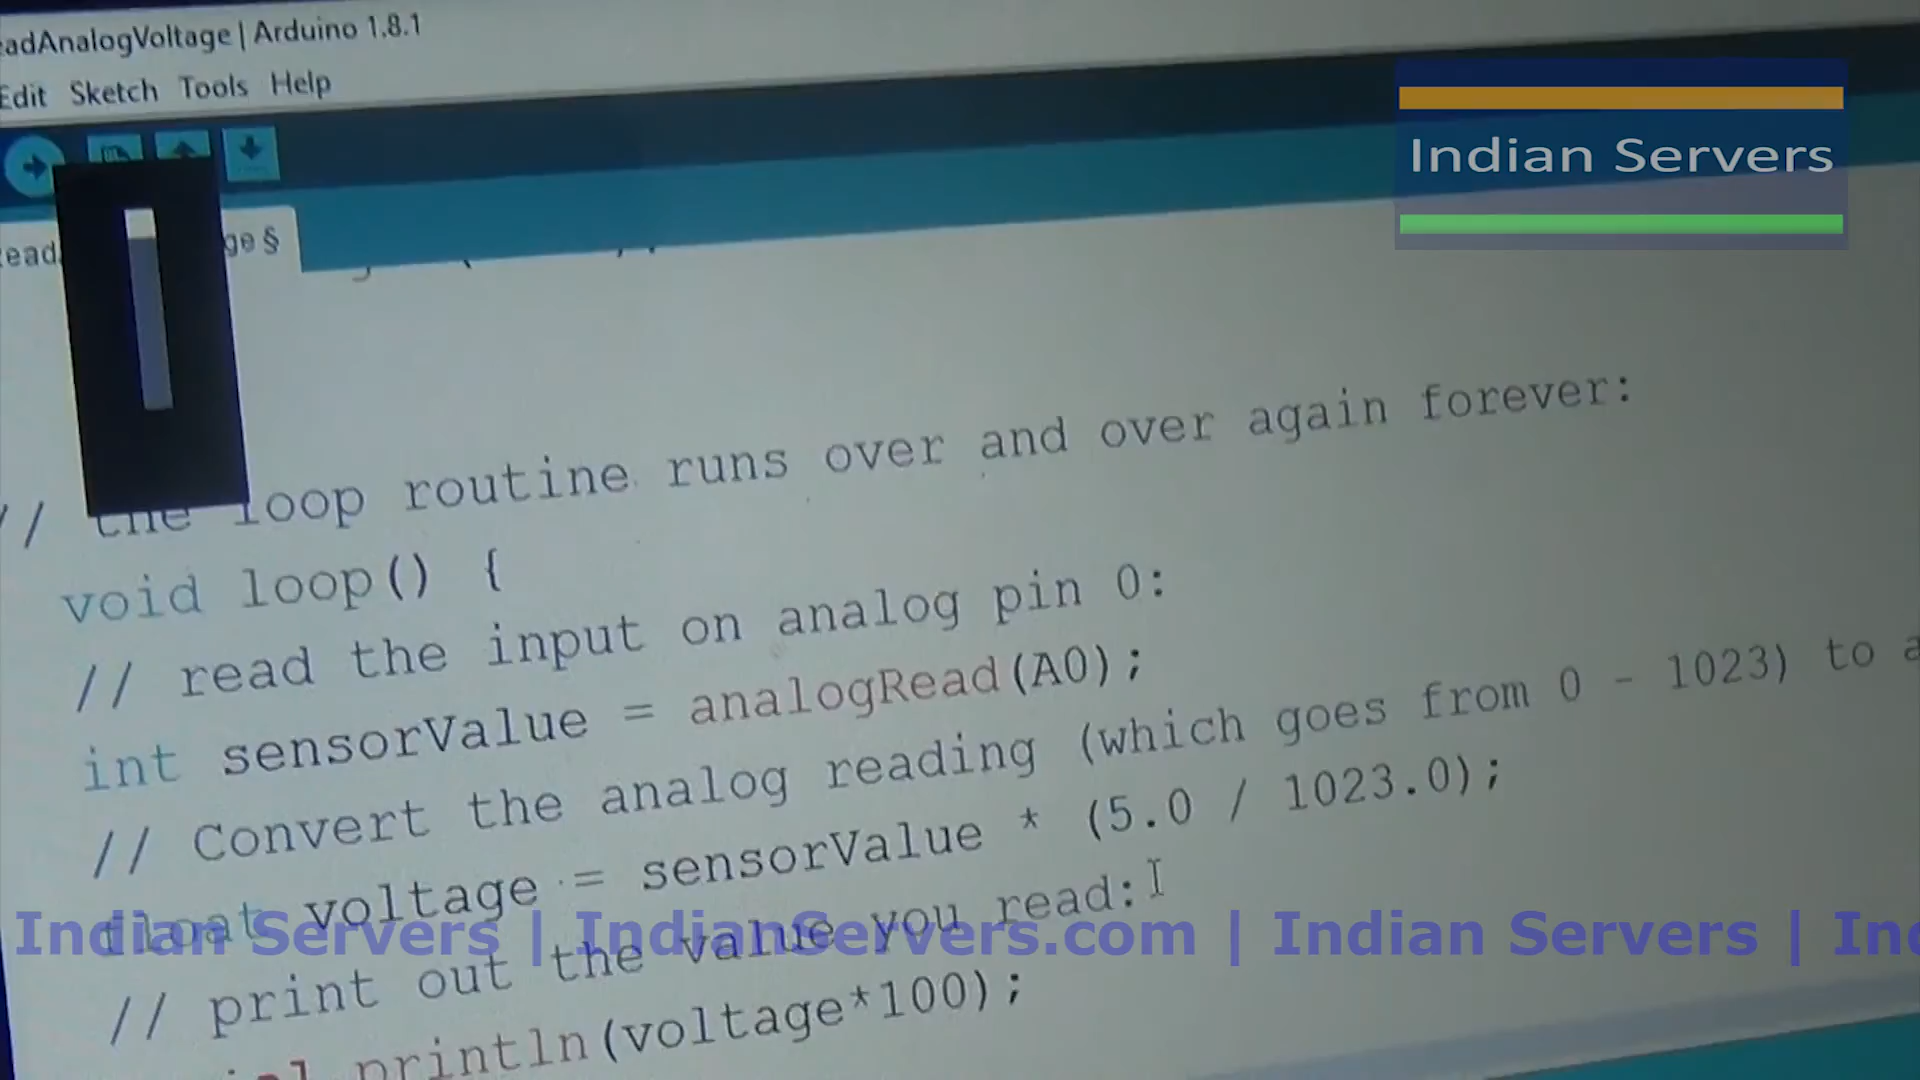 adAnalogVoltage | Arduino 1.8.1
Edit Sketch Tools Help
Indian Servers
ge §
// the loop routine runs over and over again forever:
void loop() {
// read the input on analog pin 0:
int sensorValue = analogRead(A0);
// Convert the analog reading (which goes from 0 - 1023) to a
float voltage = sensorValue * (5.0 / 1023.0);
// print out the value you read:
Indian Servers | IndianServers.com | Indian Servers | Ind
println(voltage*100);